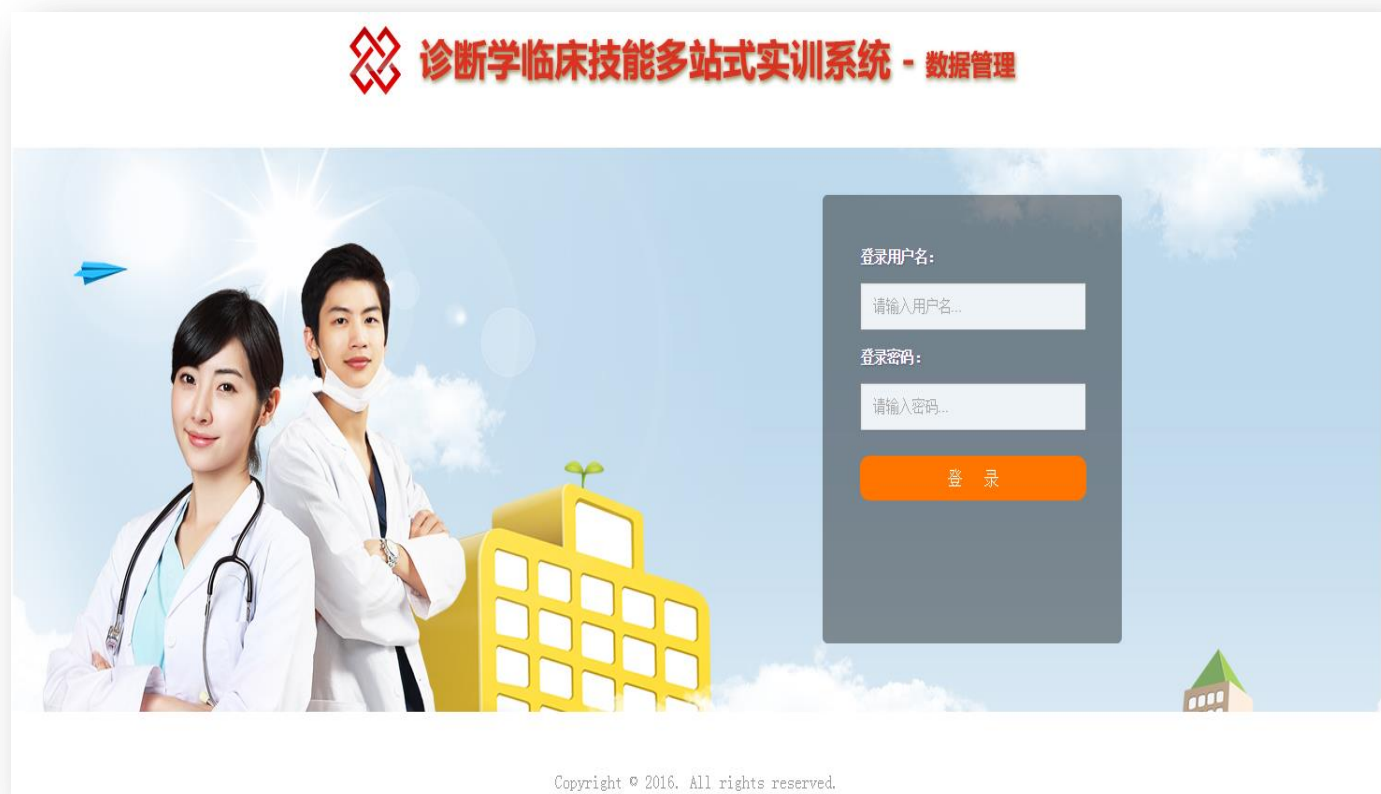 诊断学临床技能多站式实训系统 - 数据管理
登录用户名：
请输入用户名...
登录密码：
请输入密码...
登 录
Copyright © 2016. All rights reserved.